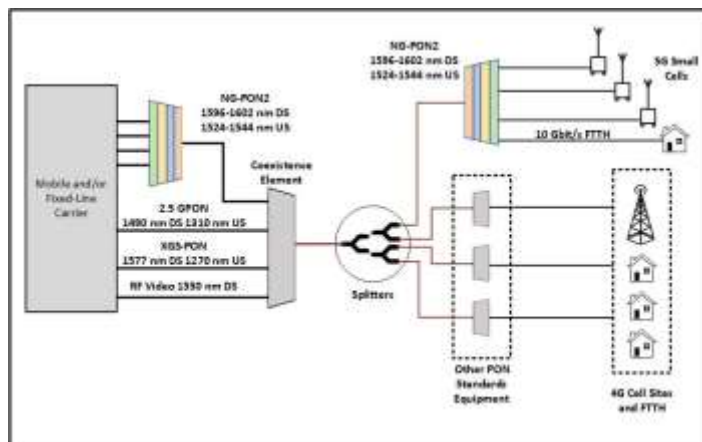 NG-PON2
1596-1602 nm DS
1524-1544 nm US
5G Small
Cells
10 Gbit/s FTTH
NG-PON2
1596-1602 nm DS
1524-1544 nm US
Coexistence
Element
Mobile and/or
Fixed-Line
Carrier
2.5 GPON
1490 nm DS 1310 nm US
XGS-PON
1577 nm DS 1270 nm US
RF Video 1550 nm DS
Splitters
Other PON
Standards
Equipment
4G Cell Sites
and FTTH